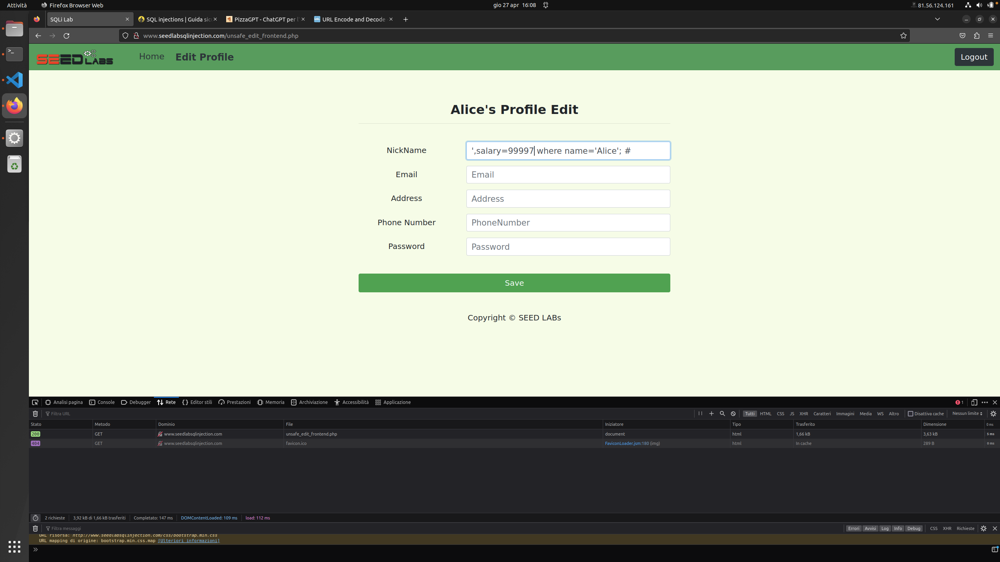 Attività Firefox Browser Web gio 27 apr 16:08 81.56.124.161
SQLi Lab SQL injections | Guida sic PizzaGPT - ChatGPT per l' URL Encode and Decode
www.seedlabsqlinjection.com/unsafe_edit_frontend.php
SEED LABS Home Edit Profile Logout
Alice's Profile Edit
NickName ',salary=99997 where name='Alice'; #
Email Email
Address Address
Phone Number PhoneNumber
Password Password
Save
Copyright © SEED LABs
Analisi pagina Console Debugger Rete Editor stili Prestazioni Memoria Archiviazione Accessibilità Applicazione 1
Filtra URL Tutti HTML CSS JS XHR Caratteri Immagini Media WS Altro Disattiva cache Nessun limite
Stato Metodo Dominio File Iniziatore Tipo Trasferito Dimensione 0 ms
200 GET www.seedlabsqlinjection.com unsafe_edit_frontend.php document html 1,66 kB 3,63 kB 5 ms
404 GET www.seedlabsqlinjection.com favicon.ico FaviconLoader.jsm:180 (img) html In cache 289 B 0 ms
2 richieste 3,92 kB di 1,66 kB trasferiti Completato: 147 ms DOMContentLoaded: 109 ms load: 112 ms
Filtra messaggi Errori Avvisi Log Info Debug CSS XHR Richieste
URL risorsa: http://www.seedlabsqlinjection.com/css/bootstrap.min.css
URL mapping di origine: bootstrap.min.css.map [Ulteriori informazioni]